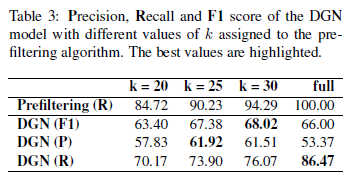 Table 3: Precision, Recall and F1 score of the DGN
model with different values of k assigned to the pre-
filtering algorithm. The best values are highlighted.
k = 20 k = 25 k = 30 full
Prefiltering (R) 84.72 90.23 94.29 100.00
DGN (F1) 63.40 67.38 68.02 66.00
DGN (P) 57.83 61.92 61.51 53.37
DGN (R) 70.17 73.90 76.07 86.47